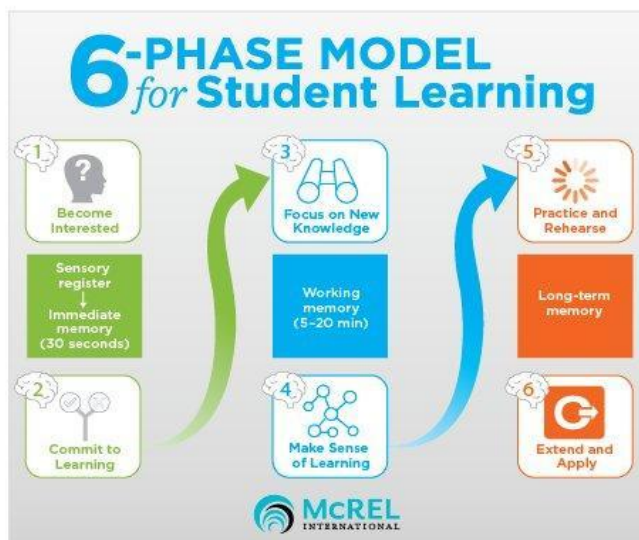 6-PHASE MODEL
for Student Learning
1
Become
Interested
Sensory
register
↓
Immediate
memory
(30 seconds)
2
Commit to
Learning
3
Focus on New
Knowledge
Working
memory
(5–20 min)
4
Make Sense
of Learning
5
Practice and
Rehearse
Long-term
memory
6
Extend and
Apply
McREL
INTERNATIONAL